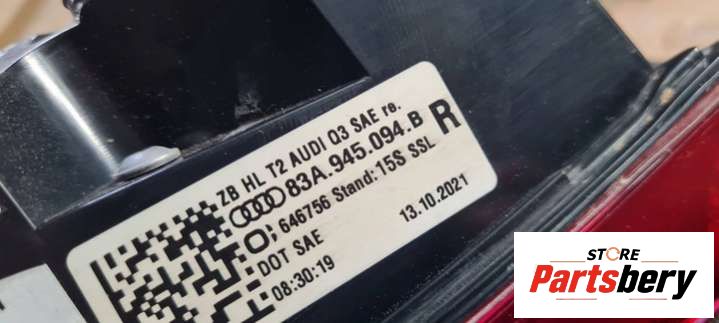 ZB HL T2 AUDI Q3 SAE re.
83A.945.094.B R
646756 Stand: 15S SSL
DOT SAE 13.10.2021
08:30:19
STORE
Partsbery